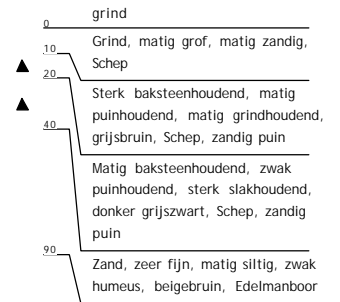 grind
0
Grind, matig grof, matig zandig,
10
Schep
20
Sterk baksteenhoudend, matig
puinhoudend, matig grindhoudend,
40
grijsbruin, Schep, zandig puin
Matig baksteenhoudend, zwak
puinhoudend, sterk slakhoudend,
donker grijszwart, Schep, zandig
puin
90
Zand, zeer fijn, matig siltig, zwak
humeus, beigebruin, Edelmanboor